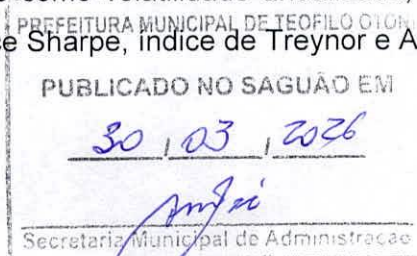 PREFEITURA MUNICIPAL DE TEOFILO OTONI
Sharpe, índice de Treynor e A
PUBLICADO NO SAGUÃO EM
30 / 03 / 2026
Secretaria Municipal de Administração